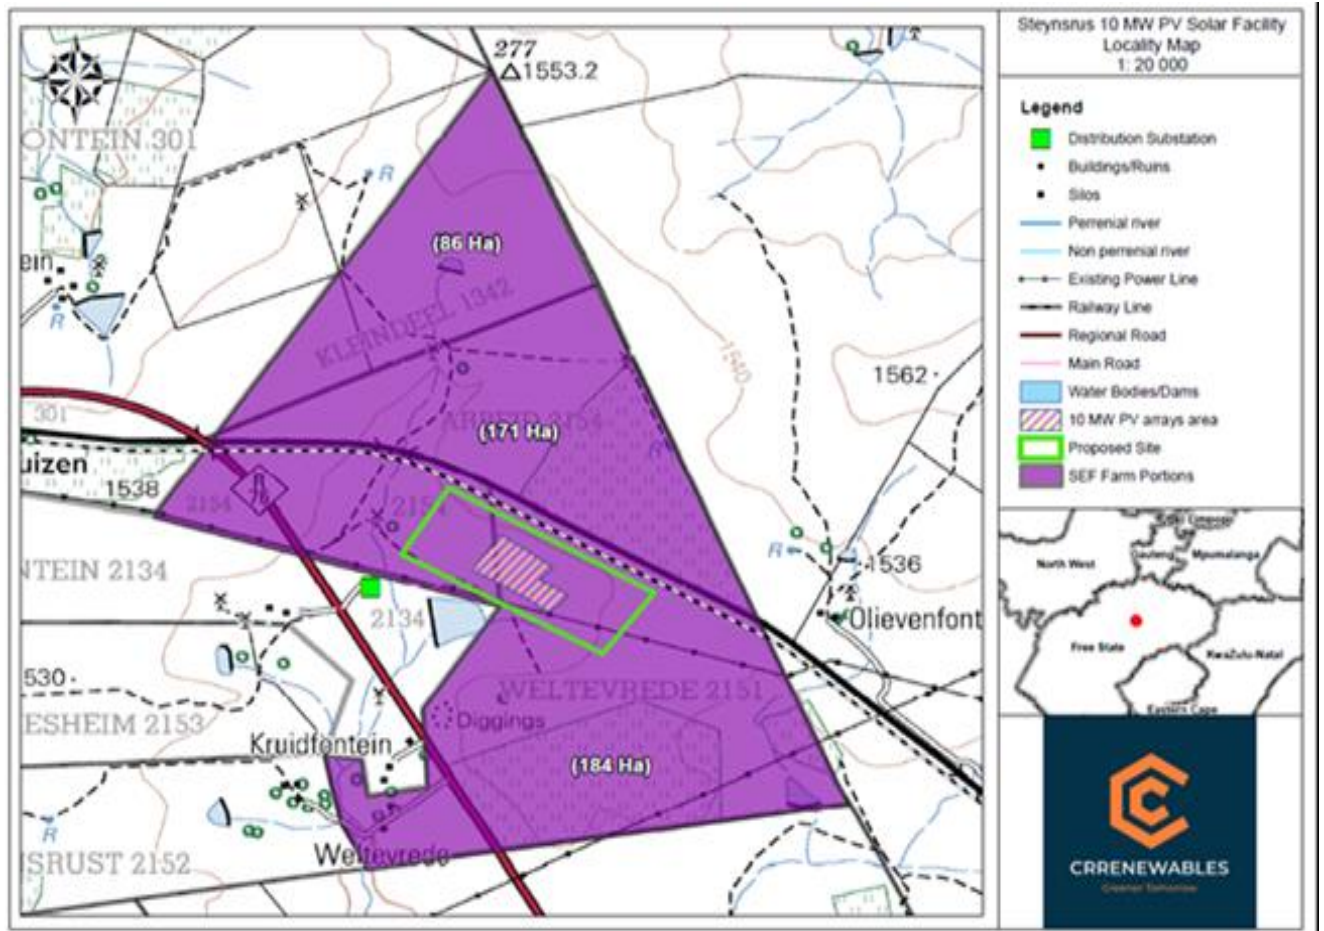 Steynsrus 10 MW PV Solar Facility
Locality Map
1: 20 000
Legend
Distribution Substation
Buildings/Ruins
Silos
Perrenial river
Non perrenial river
Existing Power Line
Railway Line
Regional Road
Main Road
Water Bodies/Dams
10 MW PV arrays area
Proposed Site
SEF Farm Portions
277
1553.2
ONTEIN 301
R
(86 Ha)
ein
R
KLEINDEEL 1342
1540
1562
301
(171 Ha)
uizen
1538
2154
R
R
1536
NTEIN 2134
2134
Olievenfont
530
WELTEVREDE 2151
ESHEIM 2153
Diggings
Kruidfontein
(184 Ha)
R
Weltevrede
SRUST 2152
North West
Gauteng
Mpumalanga
Free State
KwaZulu-Natal
Eastern Cape
CRRENEWABLES
Greener Tomorrow